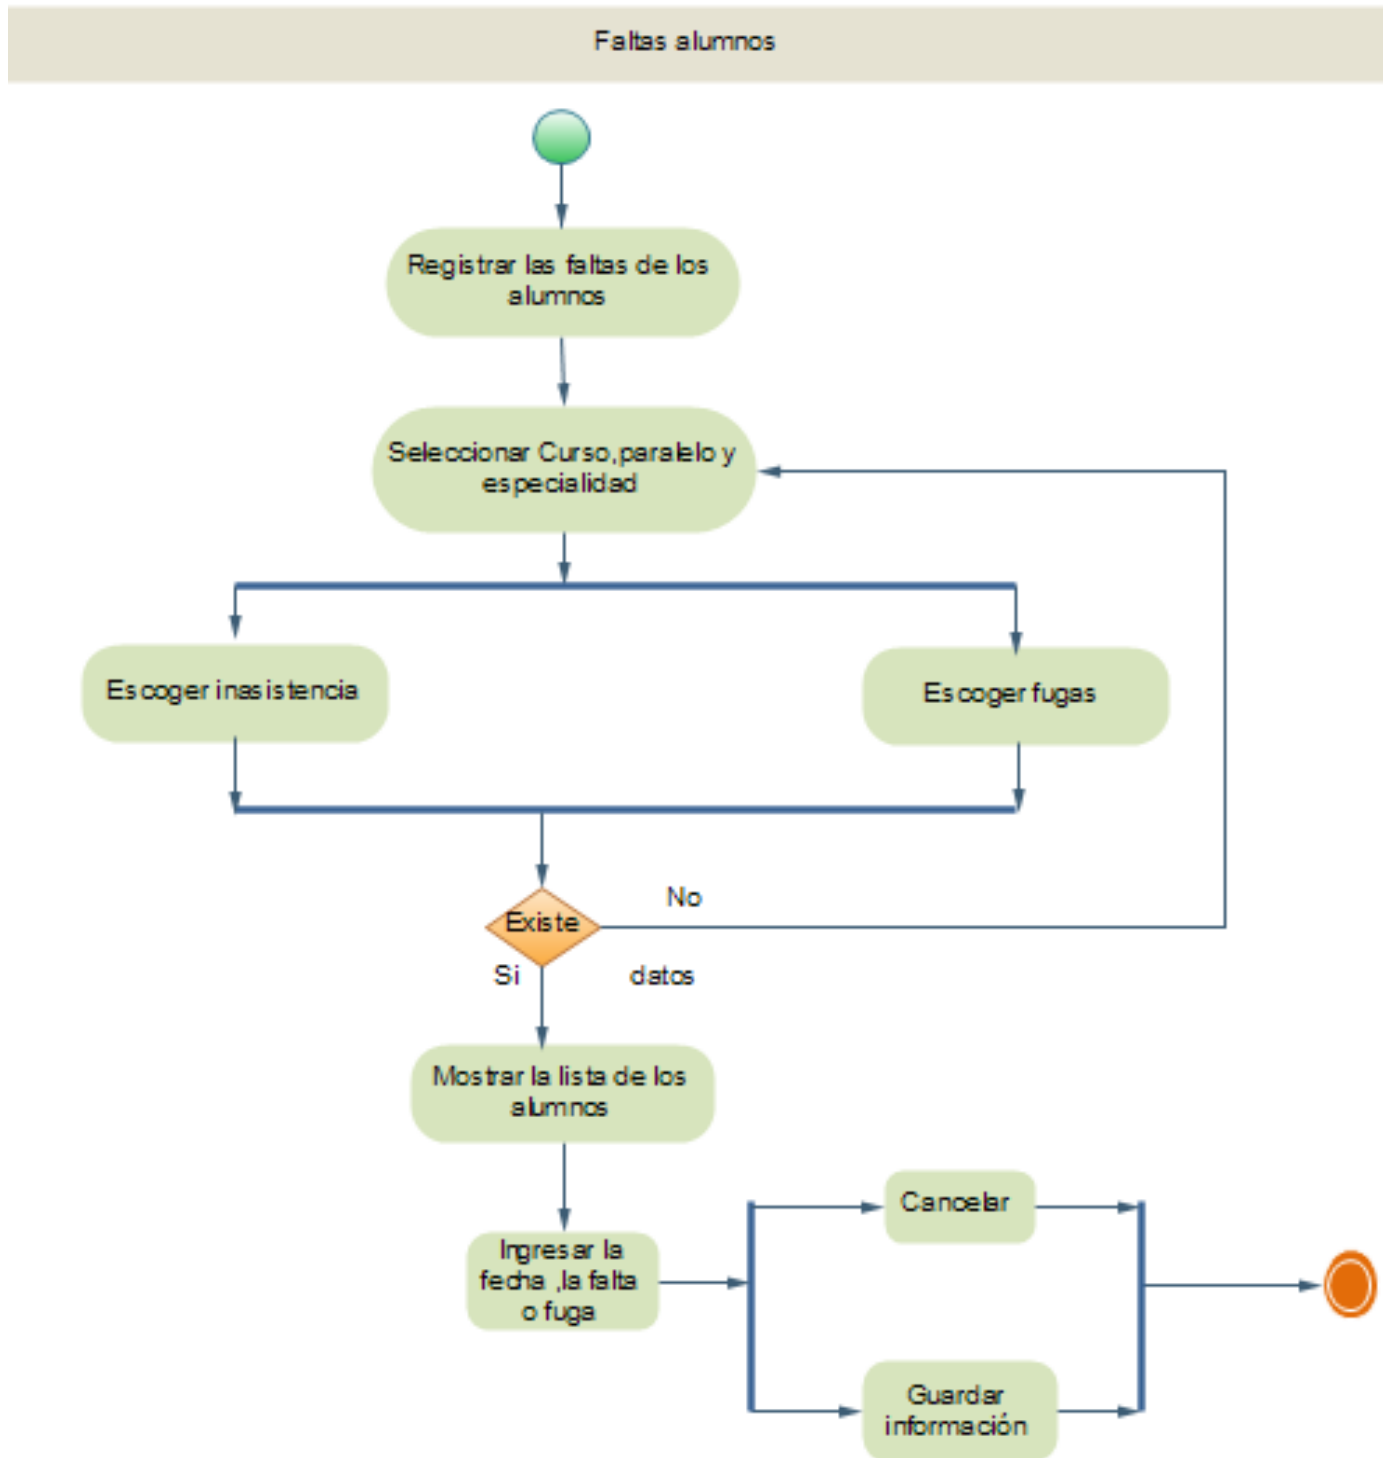 Faltas alumnos
Registrar las faltas de los
alumnos
Seleccionar Curso,paralelo y
especialidad
Escoger inasistencia
Escoger fugas
No
Existe
Si
datos
Mostrar la lista de los
alumnos
Ingresar la
fecha ,la falta
o fuga
Cancelar
Guardar
información